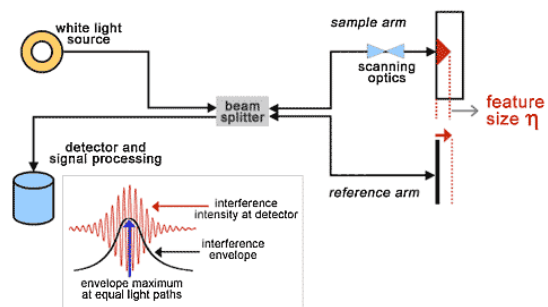 white light
source
sample arm
scanning
optics
beam
splitter
feature
size η
detector and
signal processing
reference arm
interference
intensity at detector
interference
envelope
envelope maximum
at equal light paths